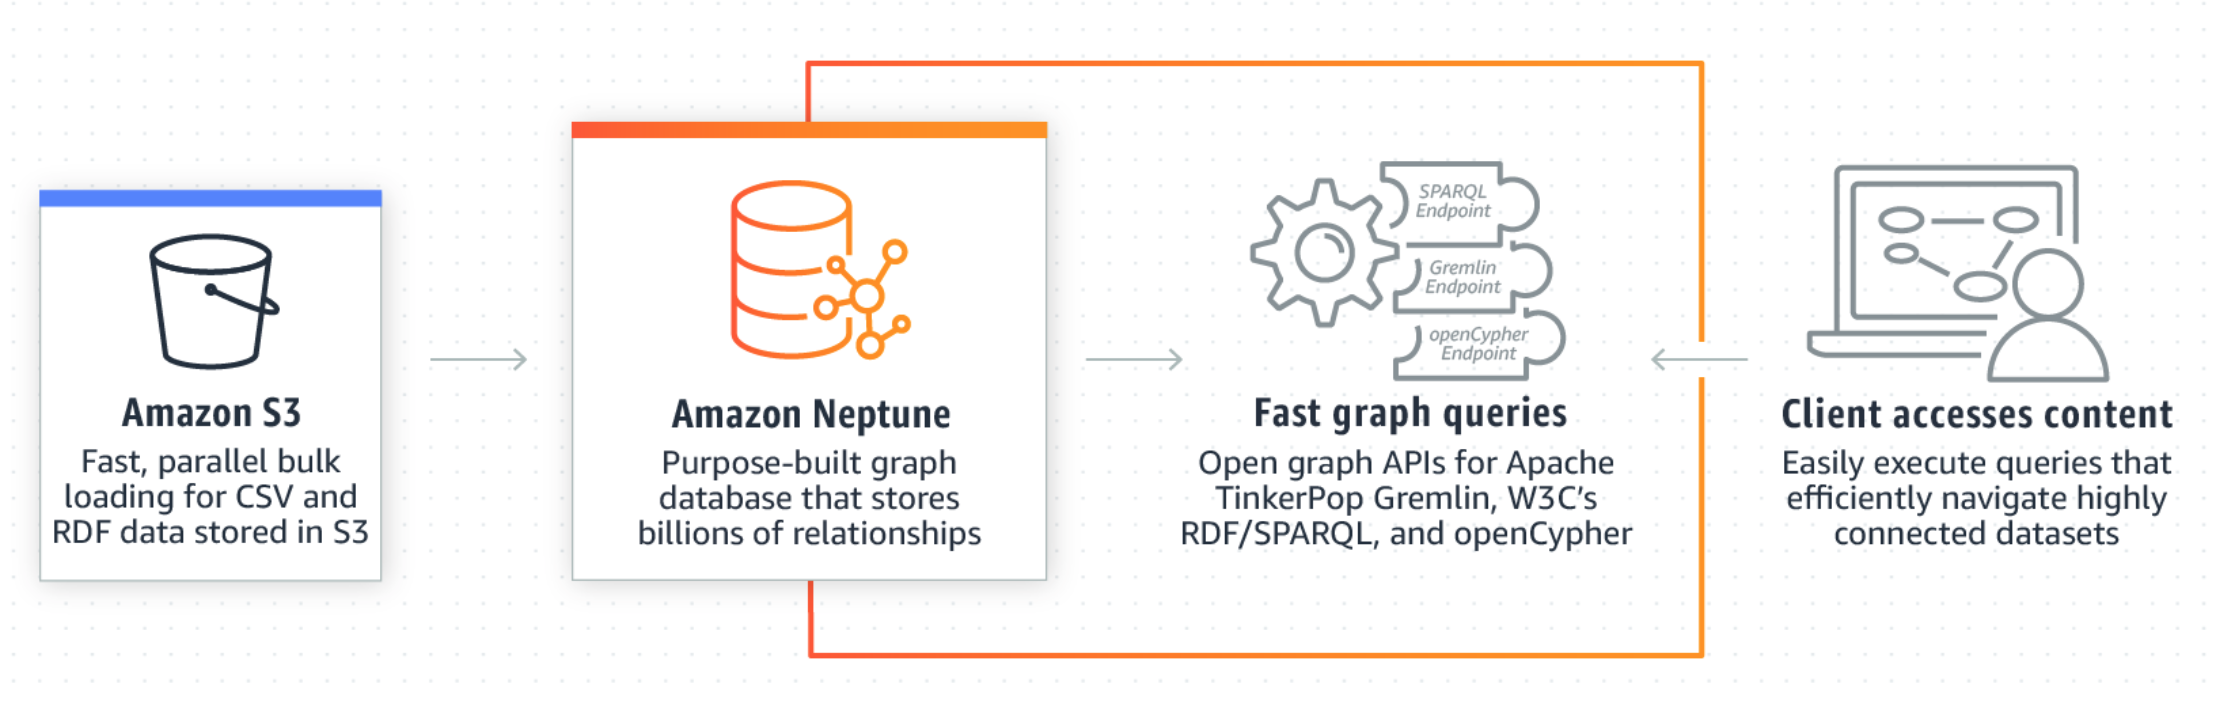 Amazon S3
Fast, parallel bulk
loading for CSV and
RDF data stored in S3
Amazon Neptune
Purpose-built graph
database that stores
billions of relationships
SPARQL
Endpoint
Gremlin
Endpoint
openCypher
Endpoint
Fast graph queries
Open graph APIs for Apache
TinkerPop Gremlin, W3C’s
RDF/SPARQL, and openCypher
Client accesses content
Easily execute queries that
efficiently navigate highly
connected datasets